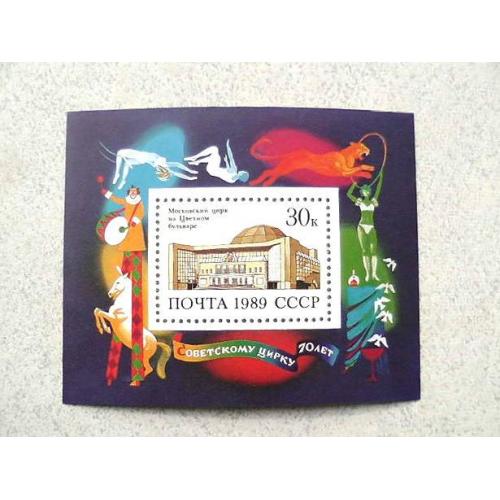 Московский цирк
на Цветном
бульваре
30к
ПОЧТА 1989 СССР
СОВЕТСКОМУ ЦИРКУ 70 ЛЕТ